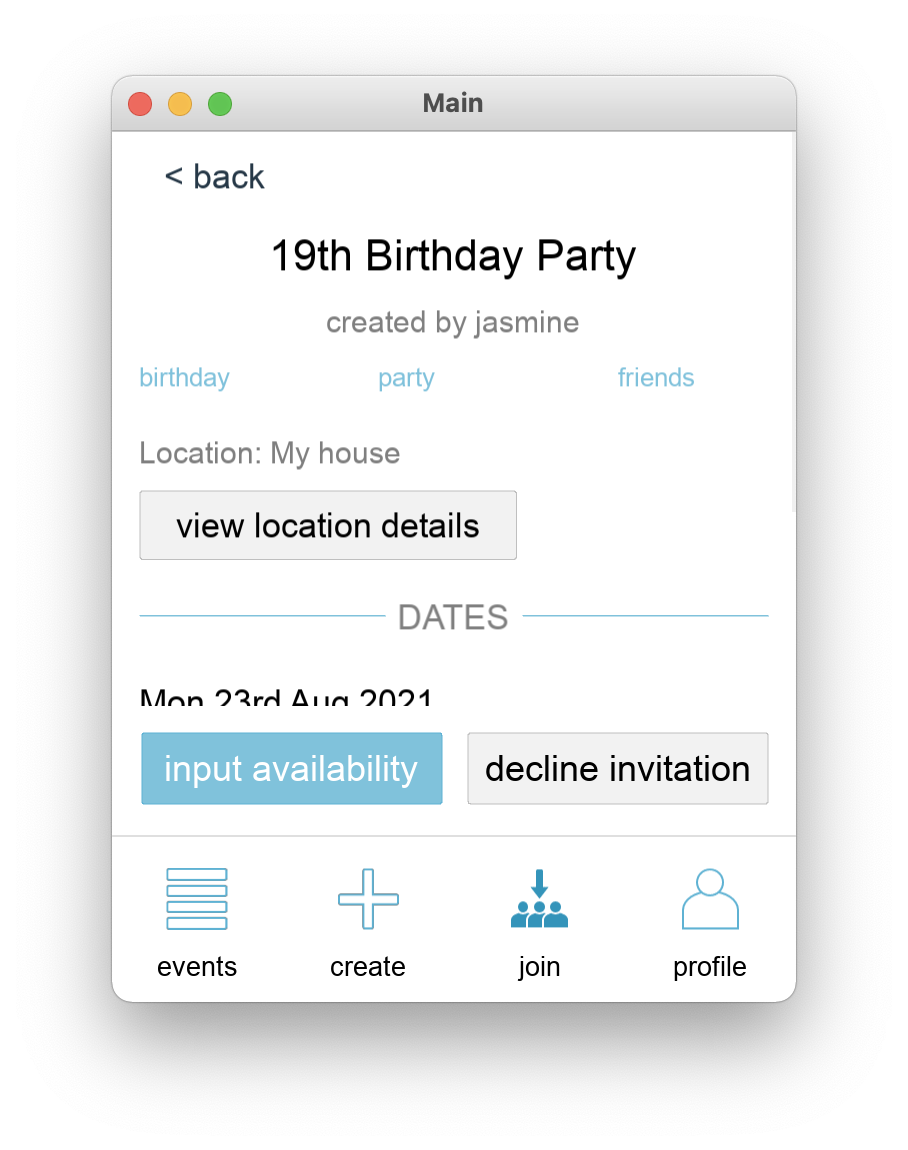 Main
< back
19th Birthday Party
created by jasmine
birthday party friends
Location: My house
view location details
DATES
Mon 23rd Aug 2021
input availability decline invitation
events create join profile